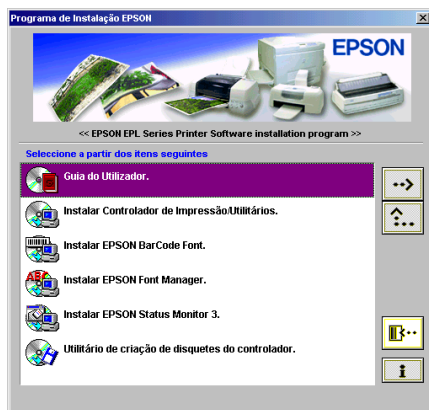 Programa de Instalação EPSON
EPSON
<< EPSON EPL Series Printer Software installation program >>
Seleccione a partir dos itens seguintes
Guia do Utilizador.
Instalar Controlador de Impressão/Utilitários.
Instalar EPSON BarCode Font.
Instalar EPSON Font Manager.
Instalar EPSON Status Monitor 3.
Utilitário de criação de disquetes do controlador.